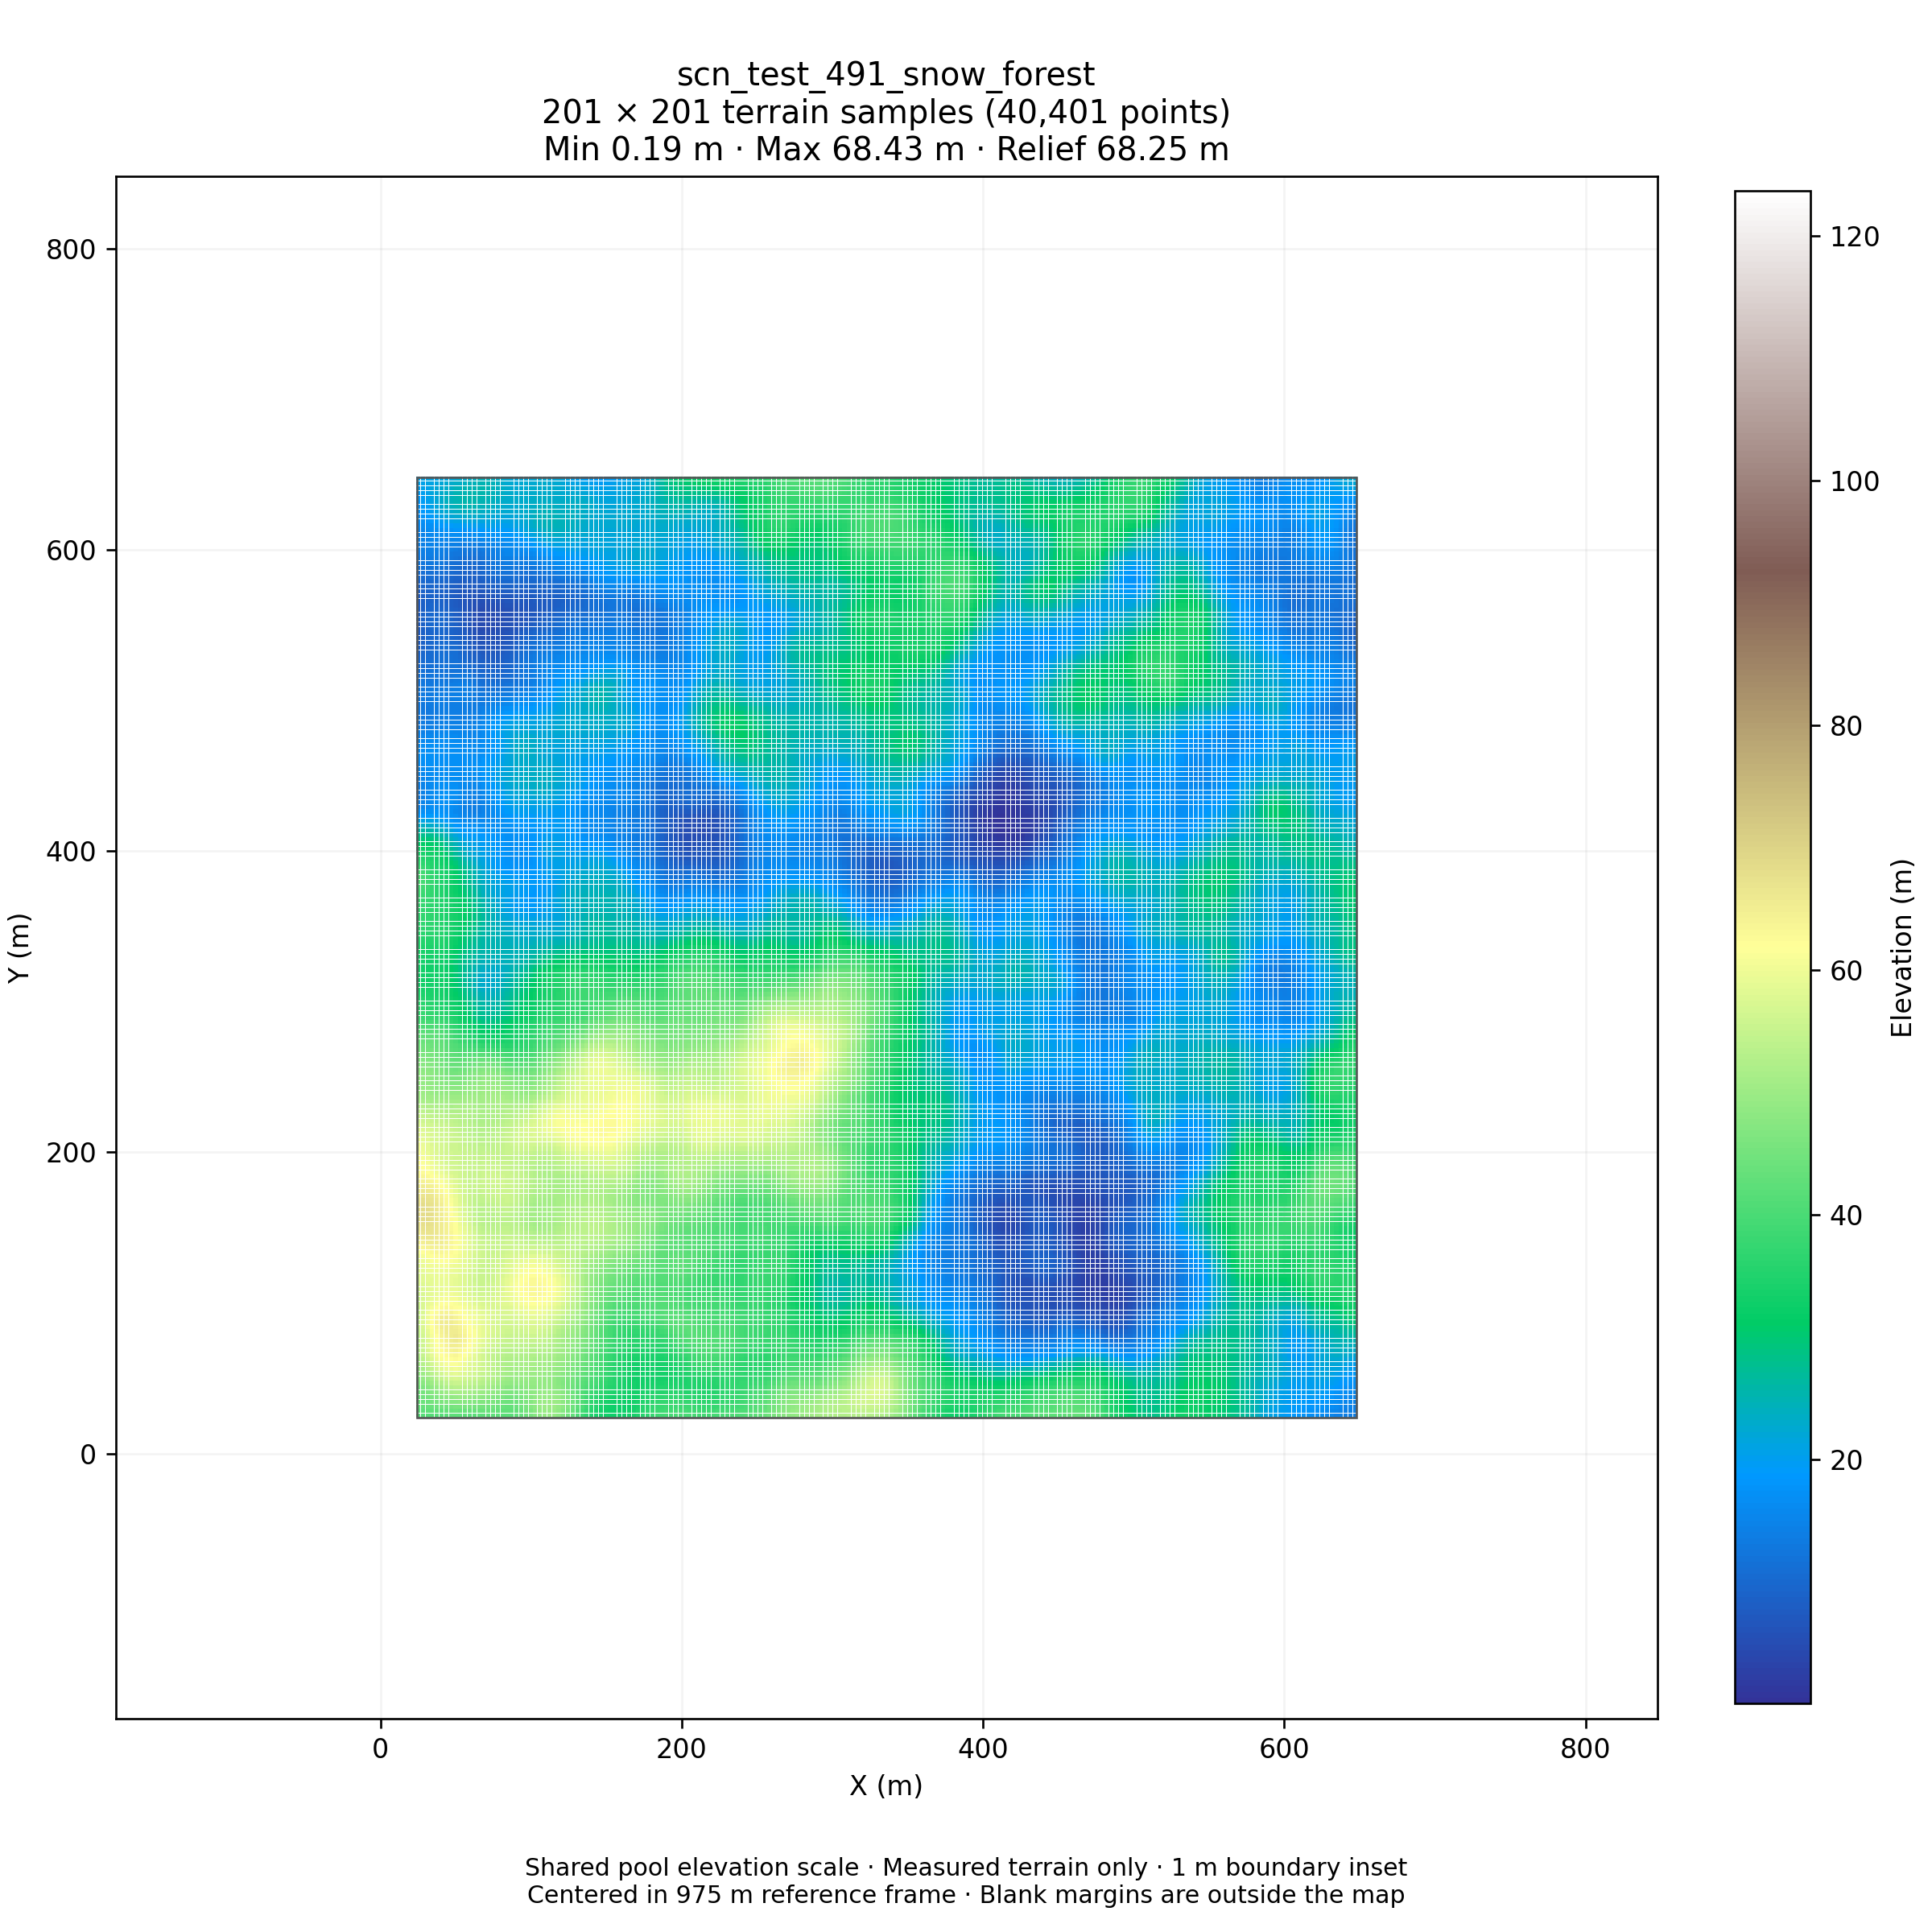 scn_test_491_snow_forest
201 × 201 terrain samples (40,401 points)
Min 0.19 m · Max 68.43 m · Relief 68.25 m
800
600
400
200
0
Y (m)
0
200
400
600
800
X (m)
120
100
80
60
40
20
Elevation (m)
Shared pool elevation scale · Measured terrain only · 1 m boundary inset
Centered in 975 m reference frame · Blank margins are outside the map